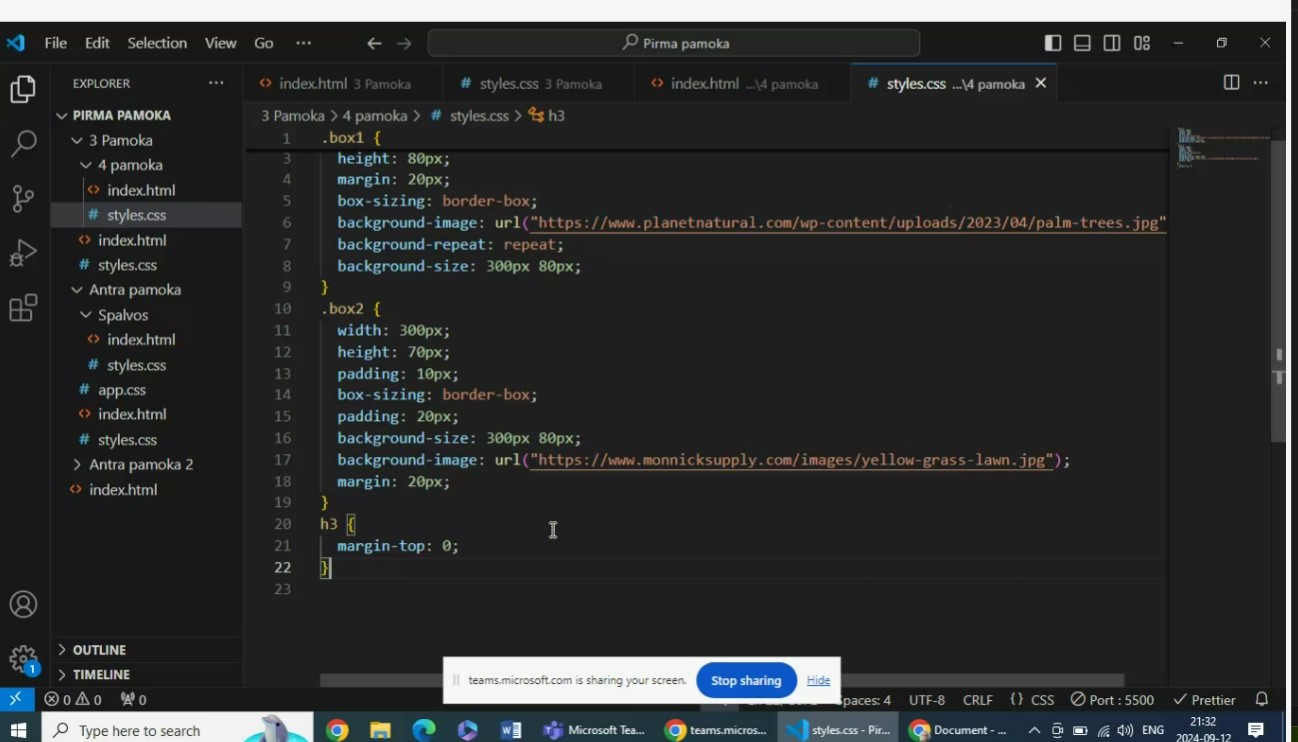 File Edit Selection View Go ··· Pirma pamoka
EXPLORER ···
index.html 3 Pamoka # styles.css 3 Pamoka index.html ...\4 pamoka # styles.css ...\4 pamoka
PIRMA PAMOKA
3 Pamoka
4 pamoka
index.html
# styles.css
index.html
# styles.css
Antra pamoka
Spalvos
index.html
# styles.css
# app.css
index.html
# styles.css
Antra pamoka 2
index.html
OUTLINE
TIMELINE
3 Pamoka > 4 pamoka > # styles.css > h3
1 .box1 {
3 height: 80px;
4 margin: 20px;
5 box-sizing: border-box;
6 background-image: url("https://www.planetnatural.com/wp-content/uploads/2023/04/palm-trees.jpg"
7 background-repeat: repeat;
8 background-size: 300px 80px;
9 }
10 .box2 {
11 width: 300px;
12 height: 70px;
13 padding: 10px;
14 box-sizing: border-box;
15 padding: 20px;
16 background-size: 300px 80px;
17 background-image: url("https://www.monnicksupply.com/images/yellow-grass-lawn.jpg");
18 margin: 20px;
19 }
20 h3 {
21 margin-top: 0;
22 }
23
teams.microsoft.com is sharing your screen. Stop sharing Hide
1
0 0 0 Spaces: 4 UTF-8 CRLF {} CSS Port : 5500 Prettier
Type here to search Microsoft Tea... teams.micros... styles.css - Pir... Document - ... ENG 21:32
2024-09-12